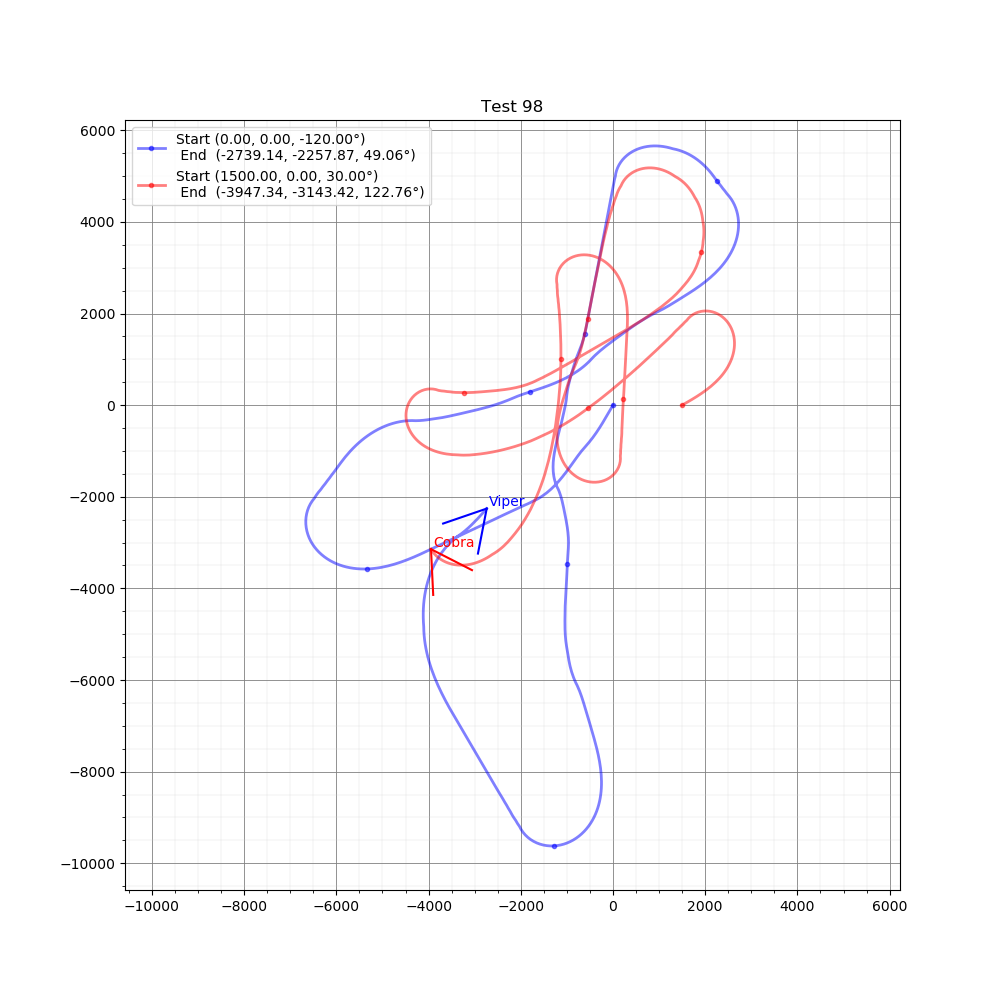 Test 98
Start (0.00, 0.00, -120.00°)
End (-2739.14, -2257.87, 49.06°)
Start (1500.00, 0.00, 30.00°)
End (-3947.34, -3143.42, 122.76°)
6000
4000
2000
0
−2000
−4000
−6000
−8000
−10000
Viper
Cobra
−10000 −8000 −6000 −4000 −2000 0 2000 4000 6000